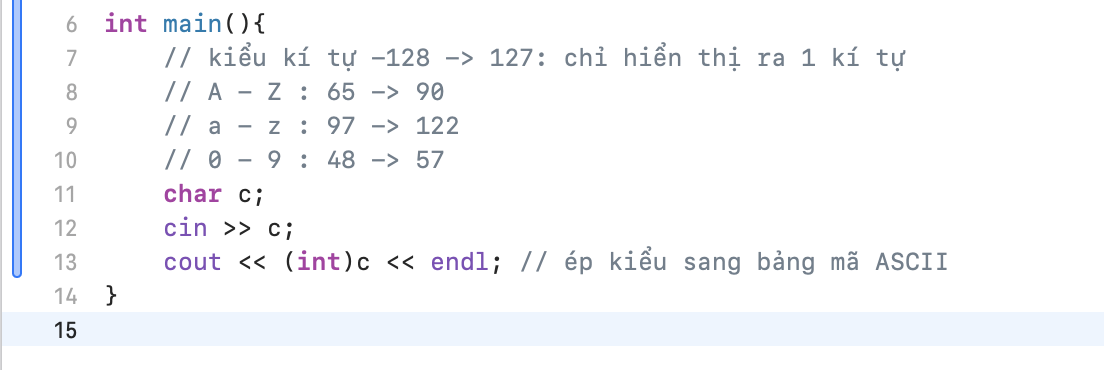 6 int main(){
7 // kiểu kí tự -128 -> 127: chỉ hiển thị ra 1 kí tự
8 // A - Z : 65 -> 90
9 // a - z : 97 -> 122
10 // 0 - 9 : 48 -> 57
11 char c;
12 cin >> c;
13 cout << (int)c << endl; // ép kiểu sang bảng mã ASCII
14 }
15